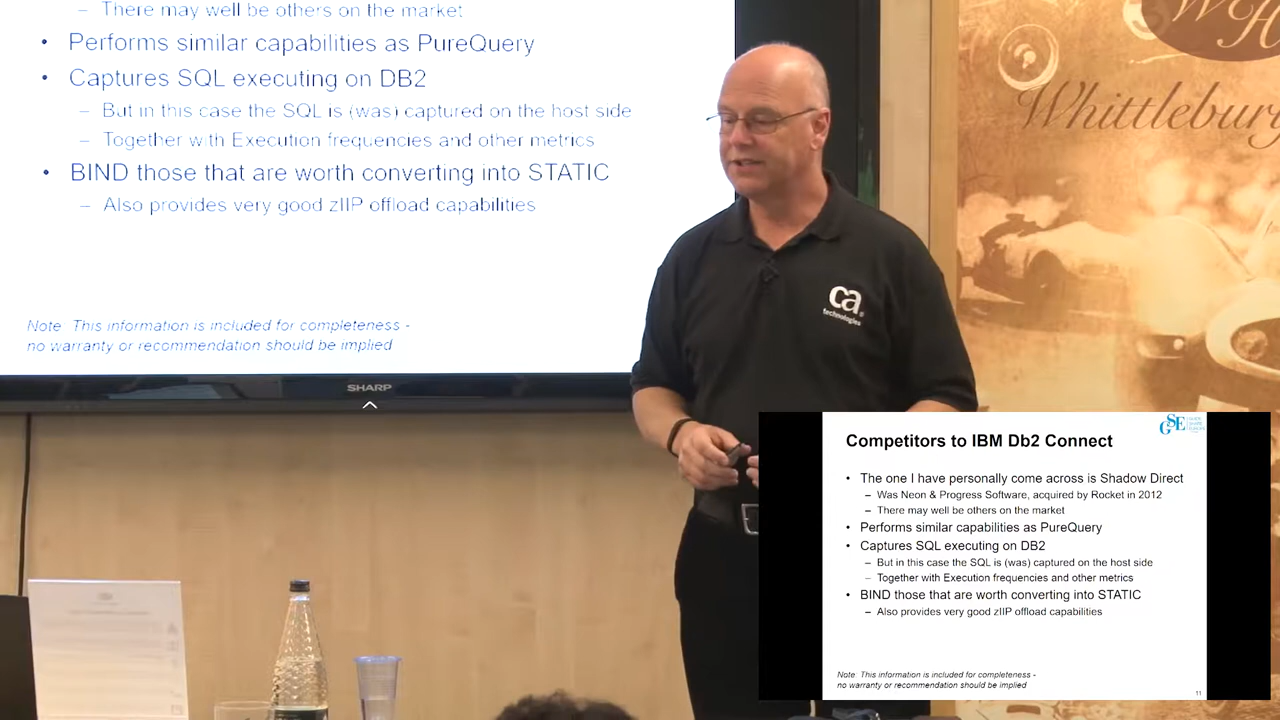 – There may well be others on the market
• Performs similar capabilities as PureQuery
• Captures SQL executing on DB2
– But in this case the SQL is (was) captured on the host side
– Together with Execution frequencies and other metrics
• BIND those that are worth converting into STATIC
– Also provides very good zIIP offload capabilities
Note: This information is included for completeness -
no warranty or recommendation should be implied
SHARP
ca
technologies
WH
Whittlebury
GSE
Competitors to IBM Db2 Connect
• The one I have personally come across is Shadow Direct
– Was Neon & Progress Software, acquired by Rocket in 2012
– There may well be others on the market
• Performs similar capabilities as PureQuery
• Captures SQL executing on DB2
– But in this case the SQL is (was) captured on the host side
– Together with Execution frequencies and other metrics
• BIND those that are worth converting into STATIC
– Also provides very good zIIP offload capabilities
Note: This information is included for completeness -
no warranty or recommendation should be implied
11